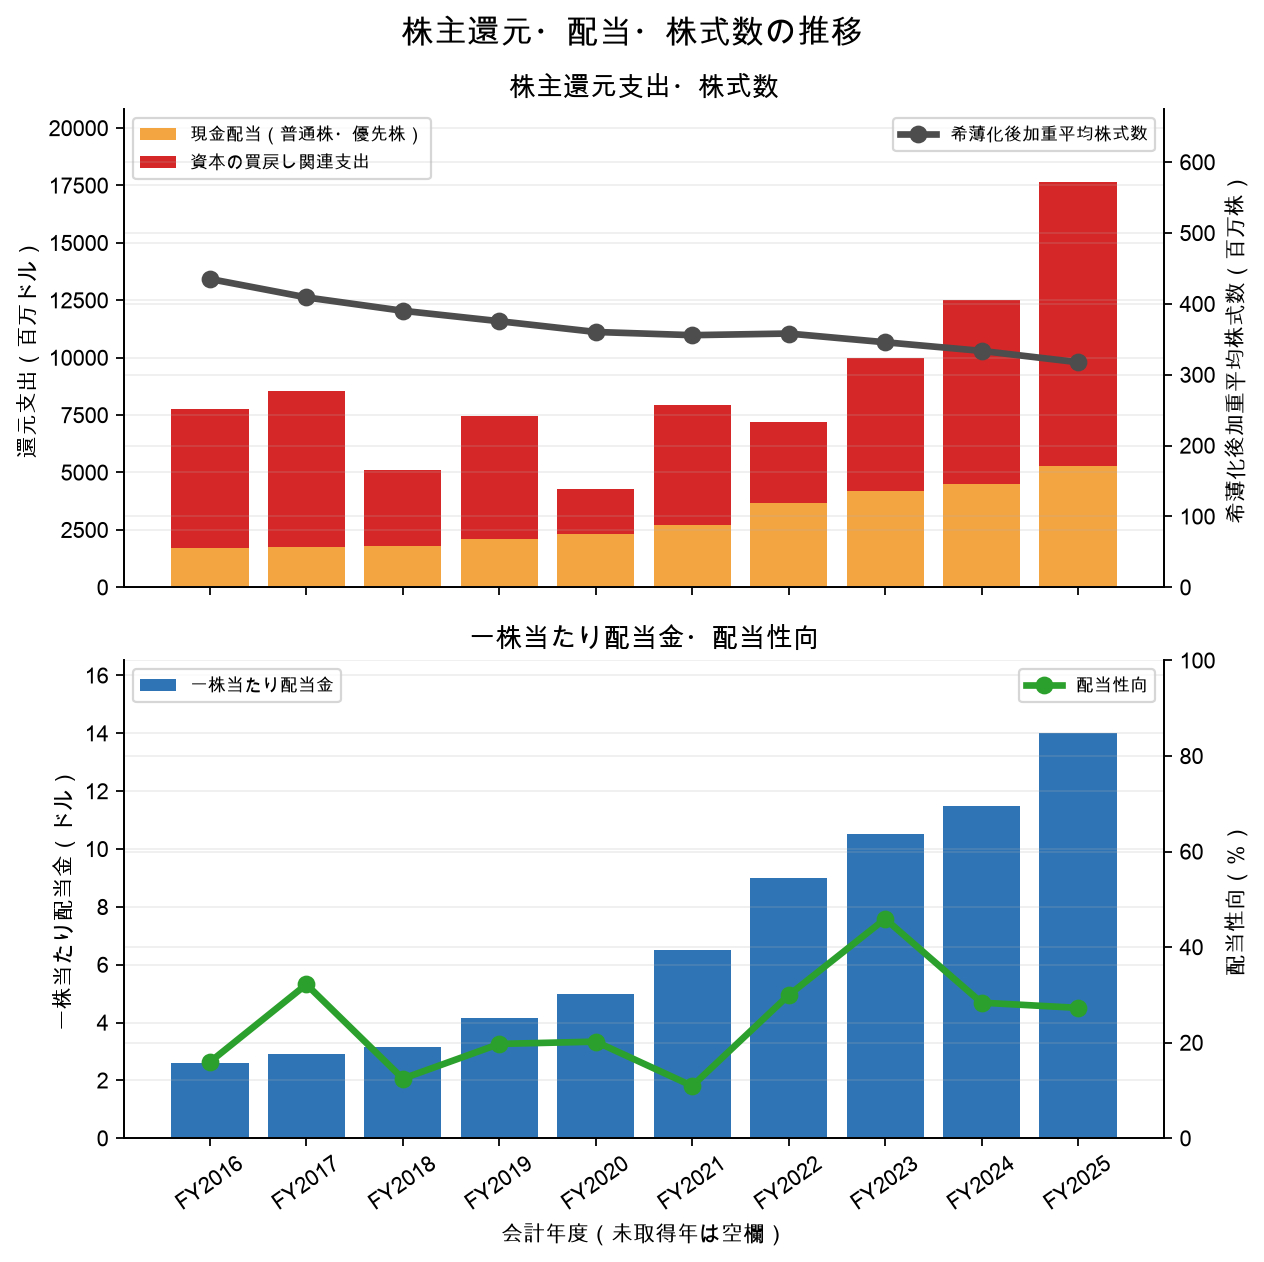 株主還元・配当・株式数の推移
株主還元支出・株式数
現金配当(普通株・優先株)
資本の買戻し関連支出
希薄化後加重平均株式数
20000
17500
15000
12500
10000
7500
5000
2500
0
還元支出(百万ドル)
600
500
400
300
200
100
0
希薄化後加重平均株式数(百万株)
一株当たり配当金・配当性向
一株当たり配当金
配当性向
16
14
12
10
8
6
4
2
0
一株当たり配当金(ドル)
100
80
60
40
20
0
配当性向(%)
FY2016
FY2017
FY2018
FY2019
FY2020
FY2021
FY2022
FY2023
FY2024
FY2025
会計年度(未取得年は空欄)